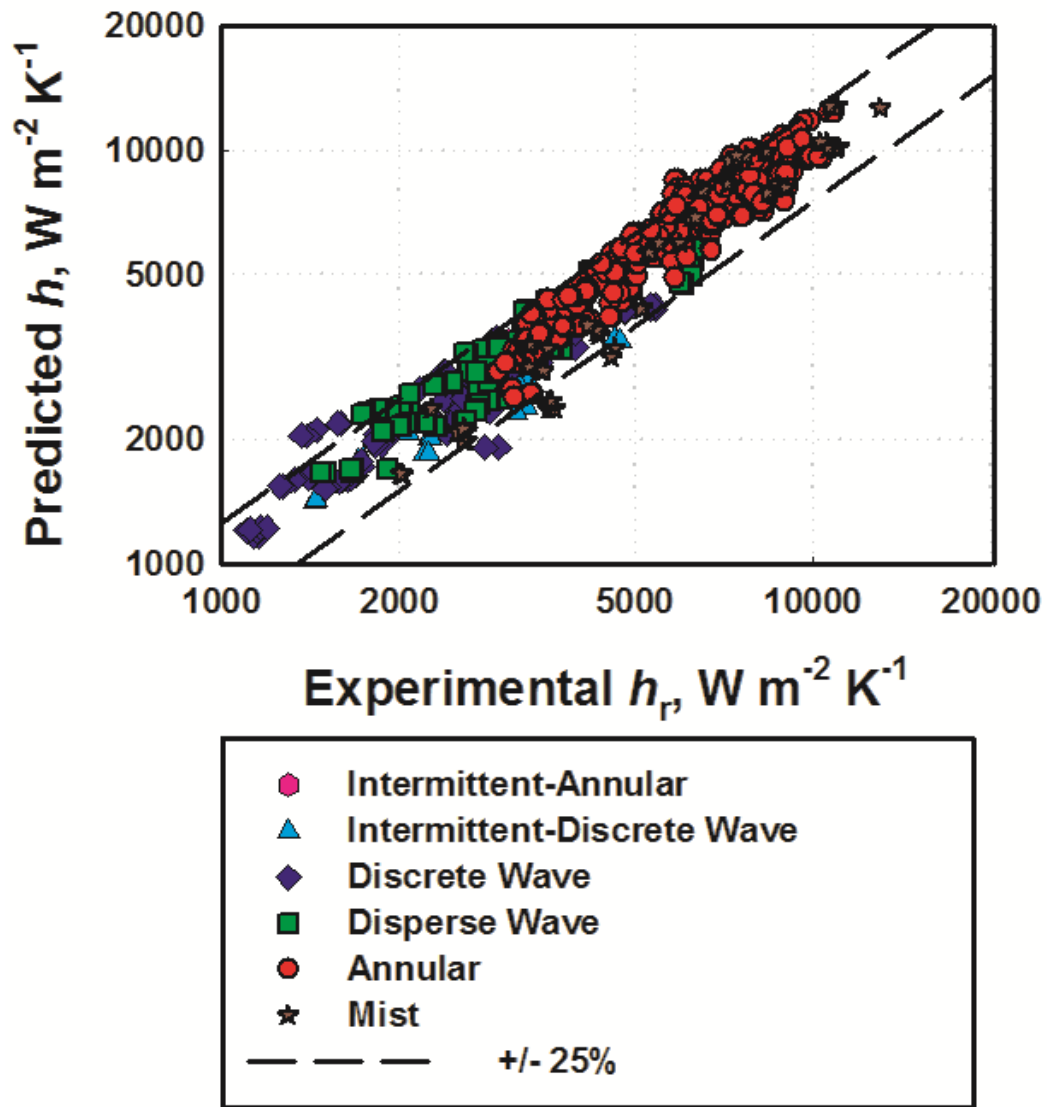 20000
10000
5000
2000
1000
Predicted h, W m-2 K-1
1000 2000 5000 10000 20000
Experimental hr, W m-2 K-1
Intermittent-Annular
Intermittent-Discrete Wave
Discrete Wave
Disperse Wave
Annular
Mist
+/- 25%